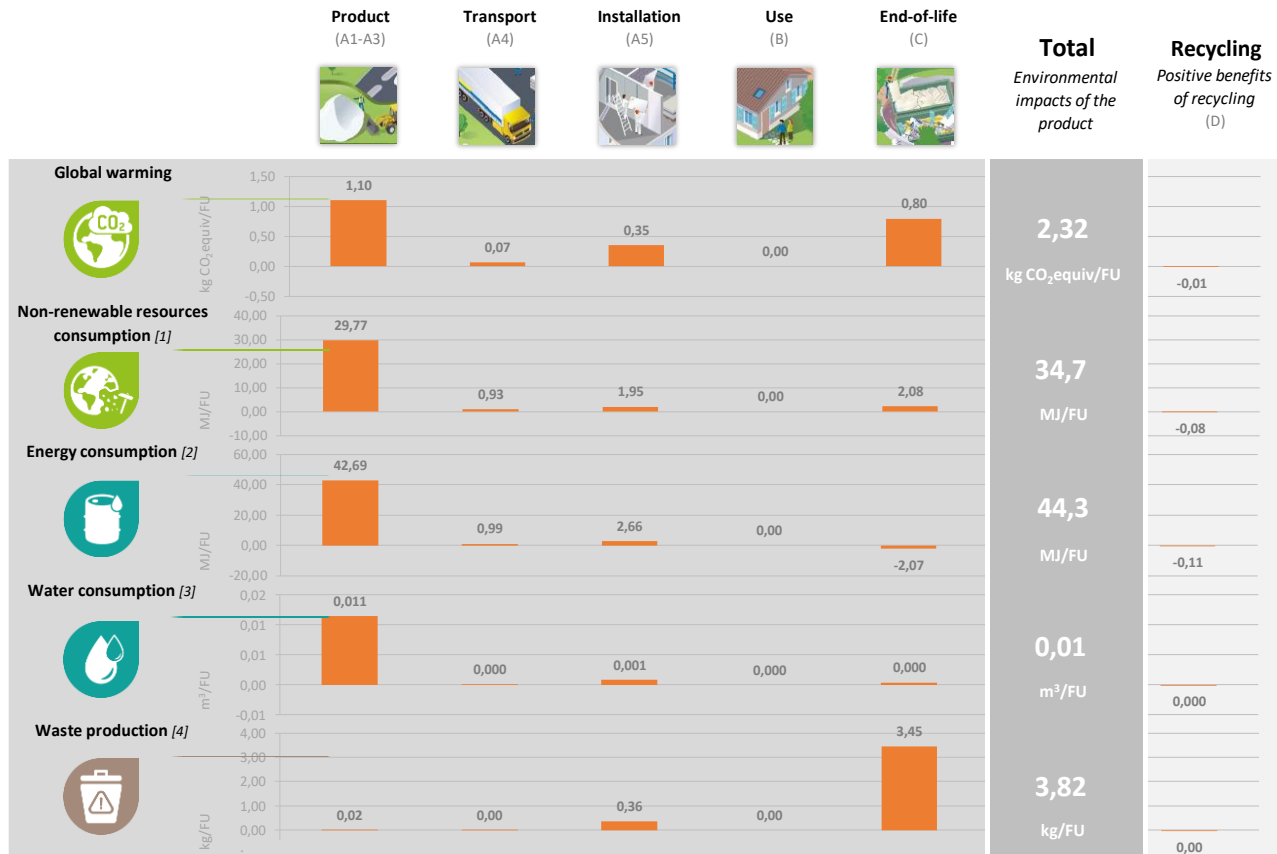 Product
(A1-A3)
Transport
(A4)
Installation
(A5)
Use
(B)
End-of-life
(C)
Total
Environmental
impacts of the
product
Recycling
Positive benefits
of recycling
(D)
Global warming
CO₂
kg CO₂equiv/FU
1,50
1,00
0,50
0,00
-0,50
1,10
0,07
0,35
0,00
0,80
2,32
kg CO₂equiv/FU
-0,01
Non-renewable resources
consumption [1]
MJ/FU
40,00
30,00
20,00
10,00
0,00
-10,00
29,77
0,93
1,95
0,00
2,08
34,7
MJ/FU
-0,08
Energy consumption [2]
MJ/FU
60,00
40,00
20,00
0,00
-20,00
42,69
0,99
2,66
0,00
-2,07
44,3
MJ/FU
-0,11
Water consumption [3]
m³/FU
0,02
0,01
0,01
0,00
-0,01
0,011
0,000
0,001
0,000
0,000
0,01
m³/FU
0,000
Waste production [4]
kg/FU
4,00
3,00
2,00
1,00
0,00
0,02
0,00
0,36
0,00
3,45
3,82
kg/FU
0,00